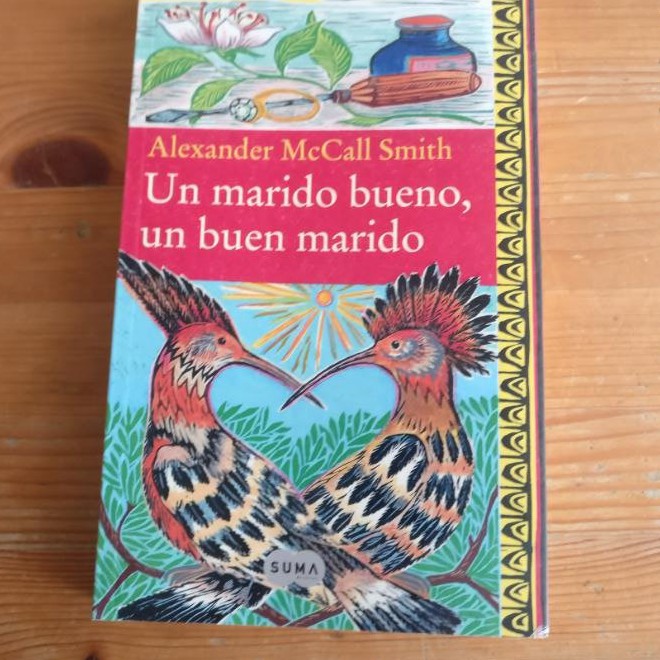 Alexander McCall Smith
Un marido bueno,
un buen marido
SUMA